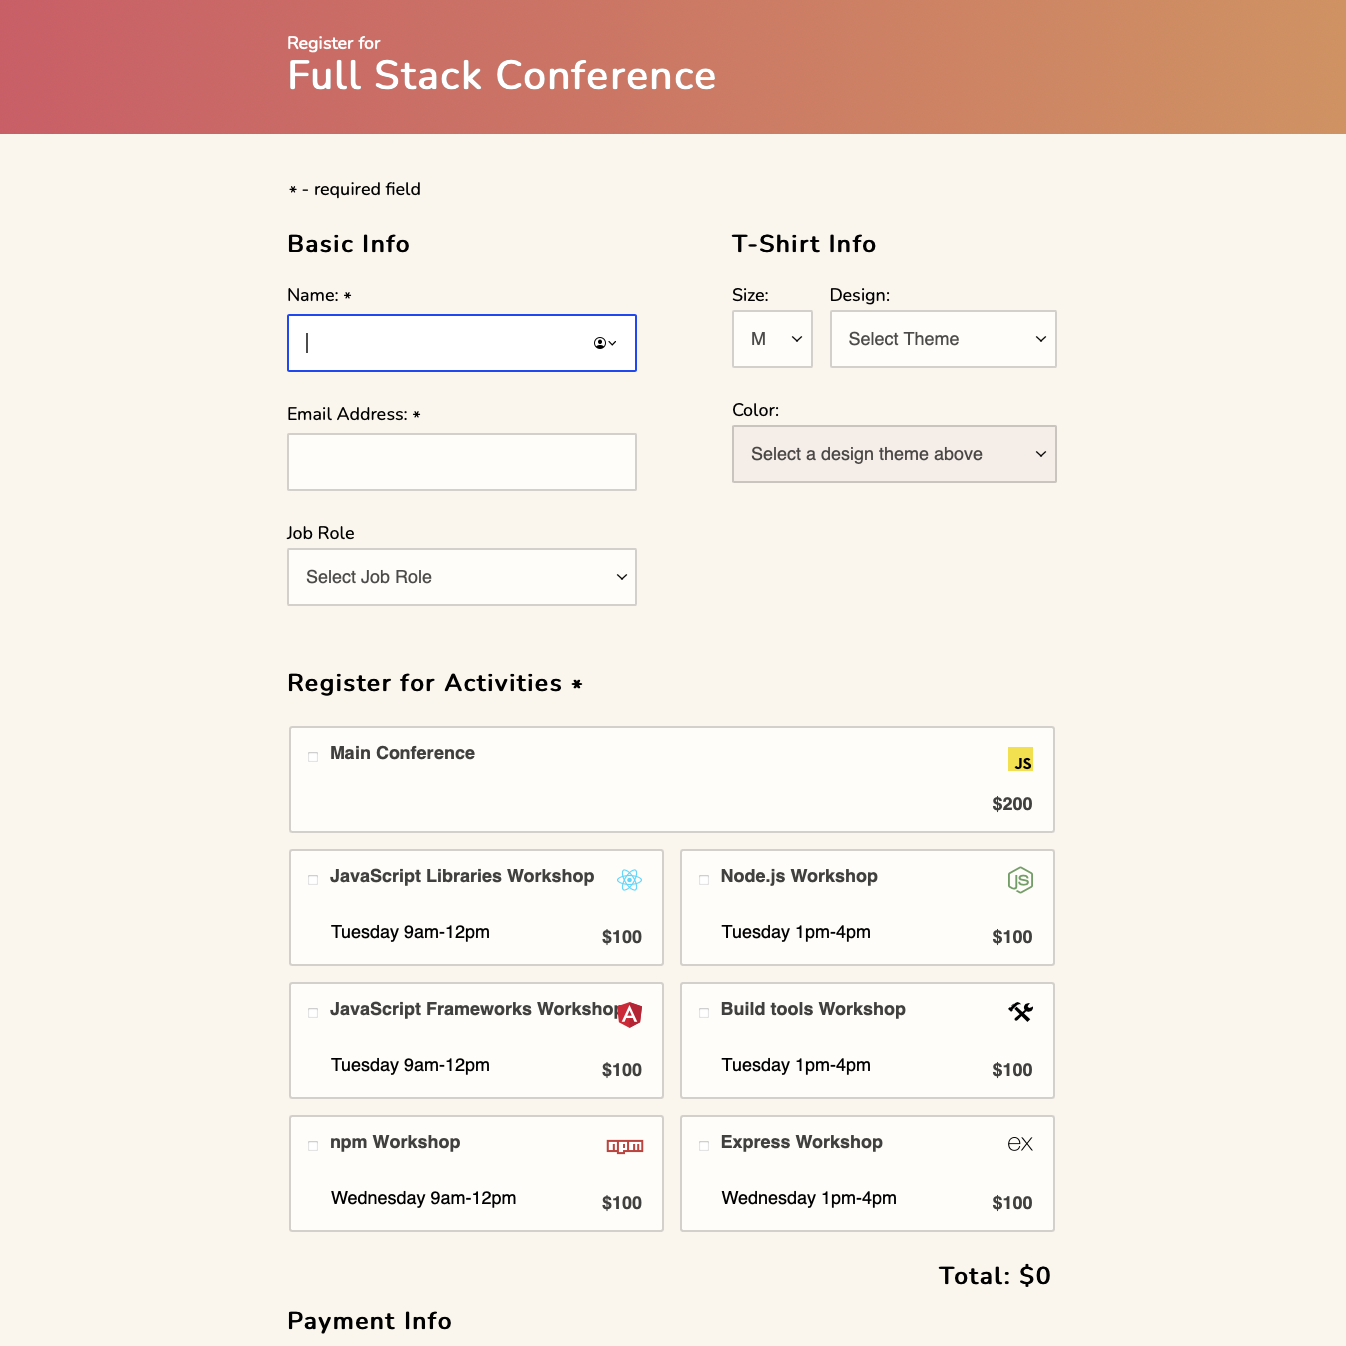 Register for
Full Stack Conference
* - required field
Basic Info
Name: *
Email Address: *
Job Role
Select Job Role
T-Shirt Info
Size:
Design:
M
Select Theme
Color:
Select a design theme above
Register for Activities *
Main Conference
JS
$200
JavaScript Libraries Workshop
Tuesday 9am-12pm
$100
Node.js Workshop
JS
Tuesday 1pm-4pm
$100
JavaScript Frameworks Workshop
A
Tuesday 9am-12pm
$100
Build tools Workshop
Tuesday 1pm-4pm
$100
npm Workshop
npm
Wednesday 9am-12pm
$100
Express Workshop
ex
Wednesday 1pm-4pm
$100
Total: $0
Payment Info